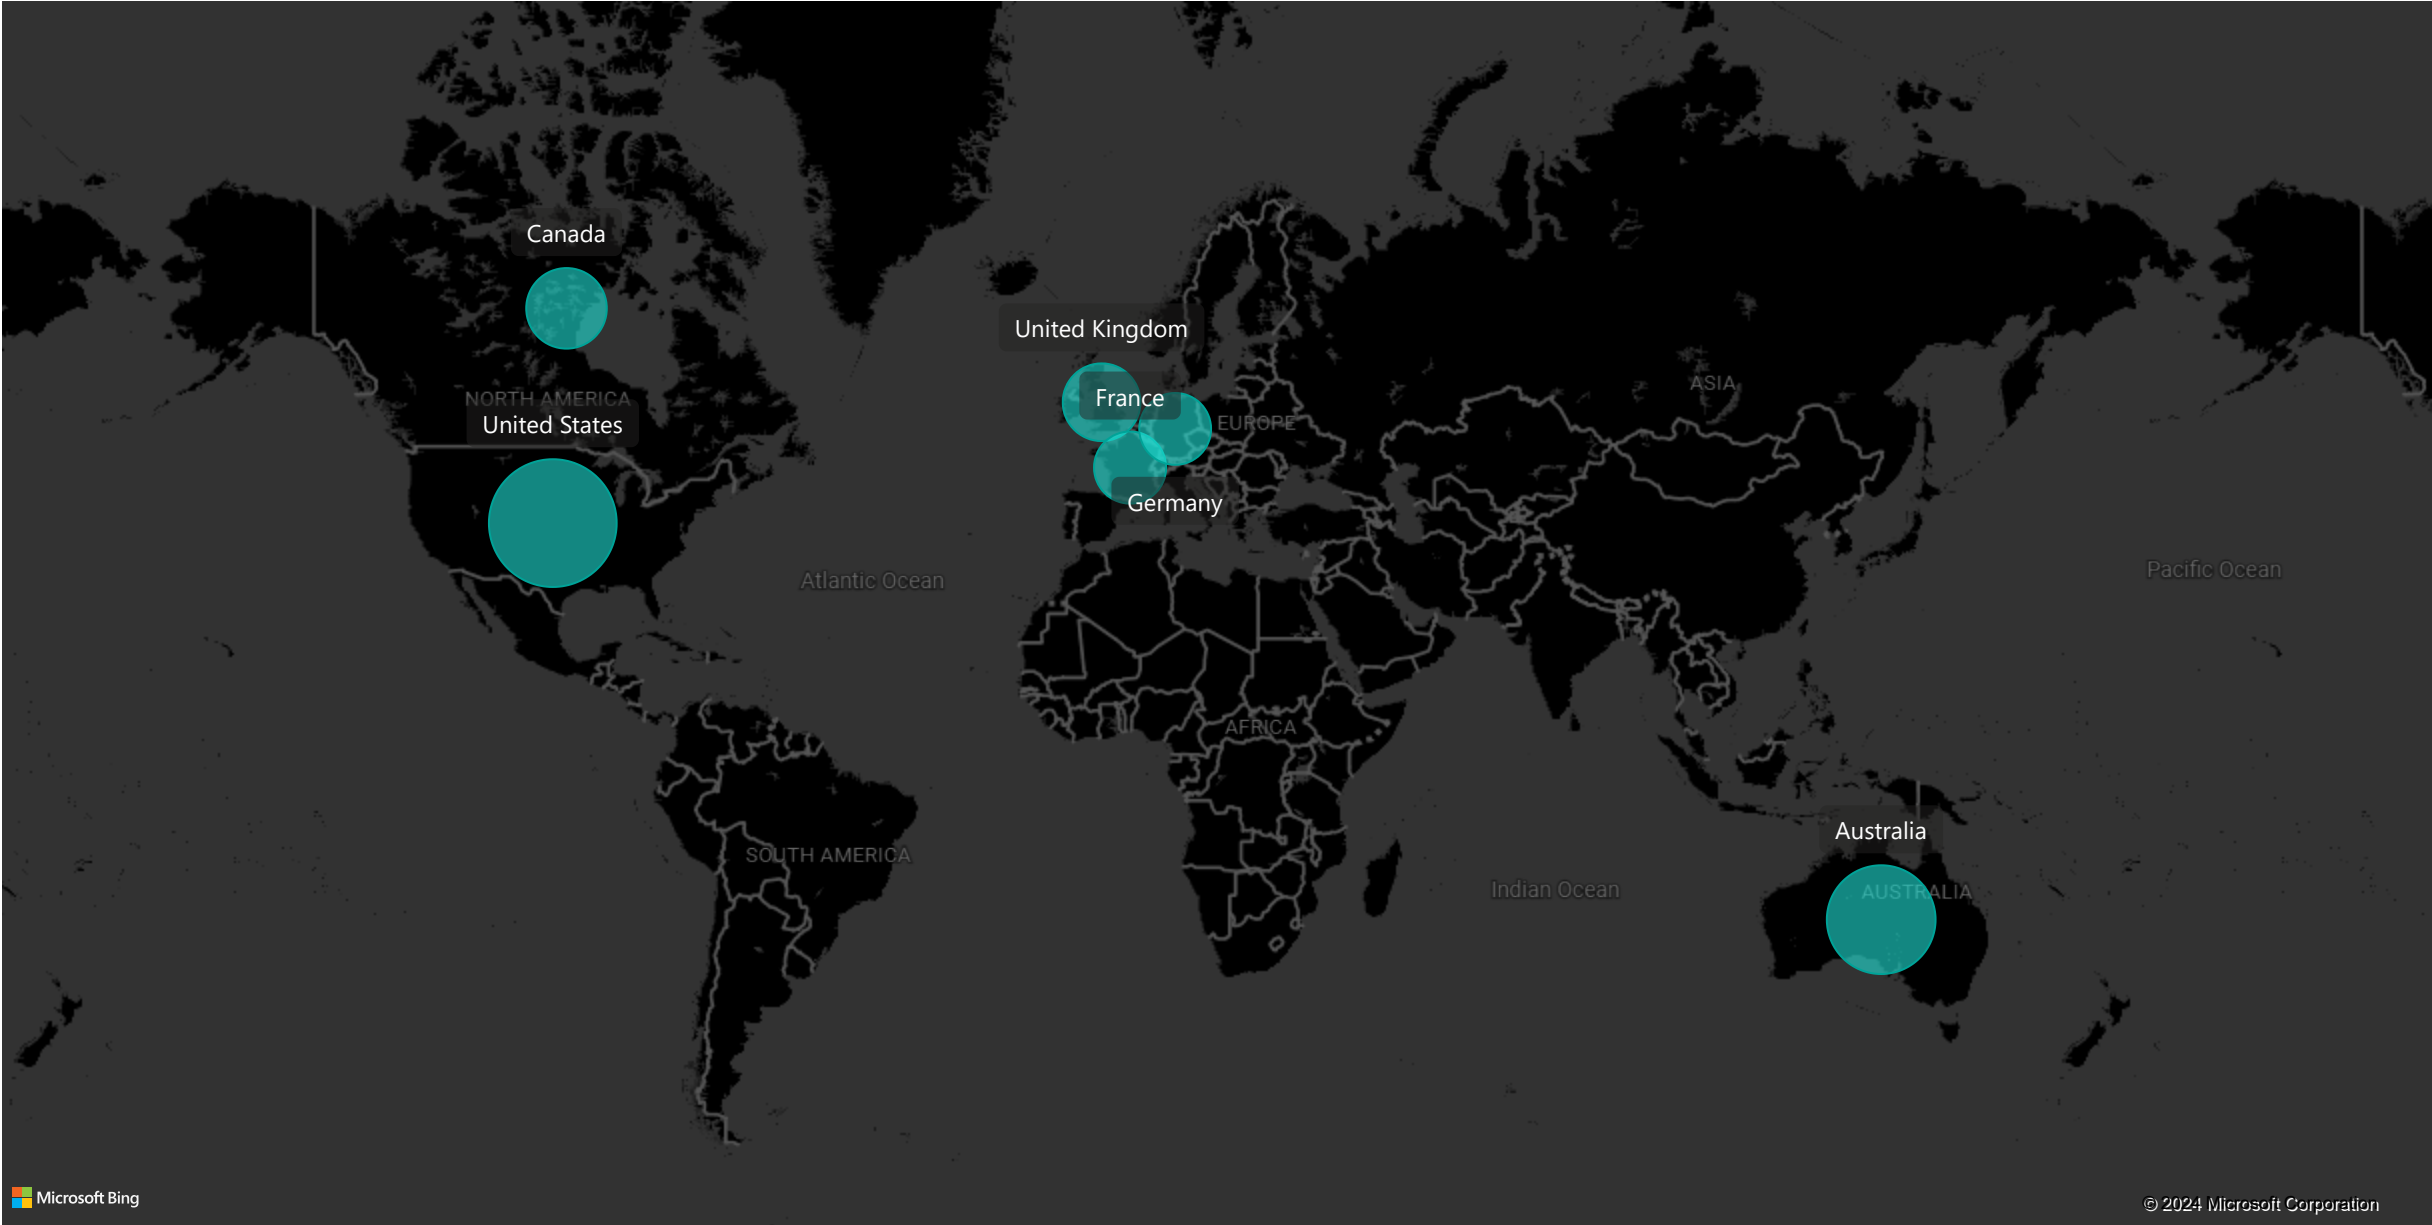 Canada
United Kingdom
ASIA
NORTH AMERICA
France
United States
EUROPE
Germany
Atlantic Ocean
Pacific Ocean
AFRICA
Australia
SOUTH AMERICA
Indian Ocean
AUSTRALIA
Microsoft Bing
© 2024 Microsoft Corporation